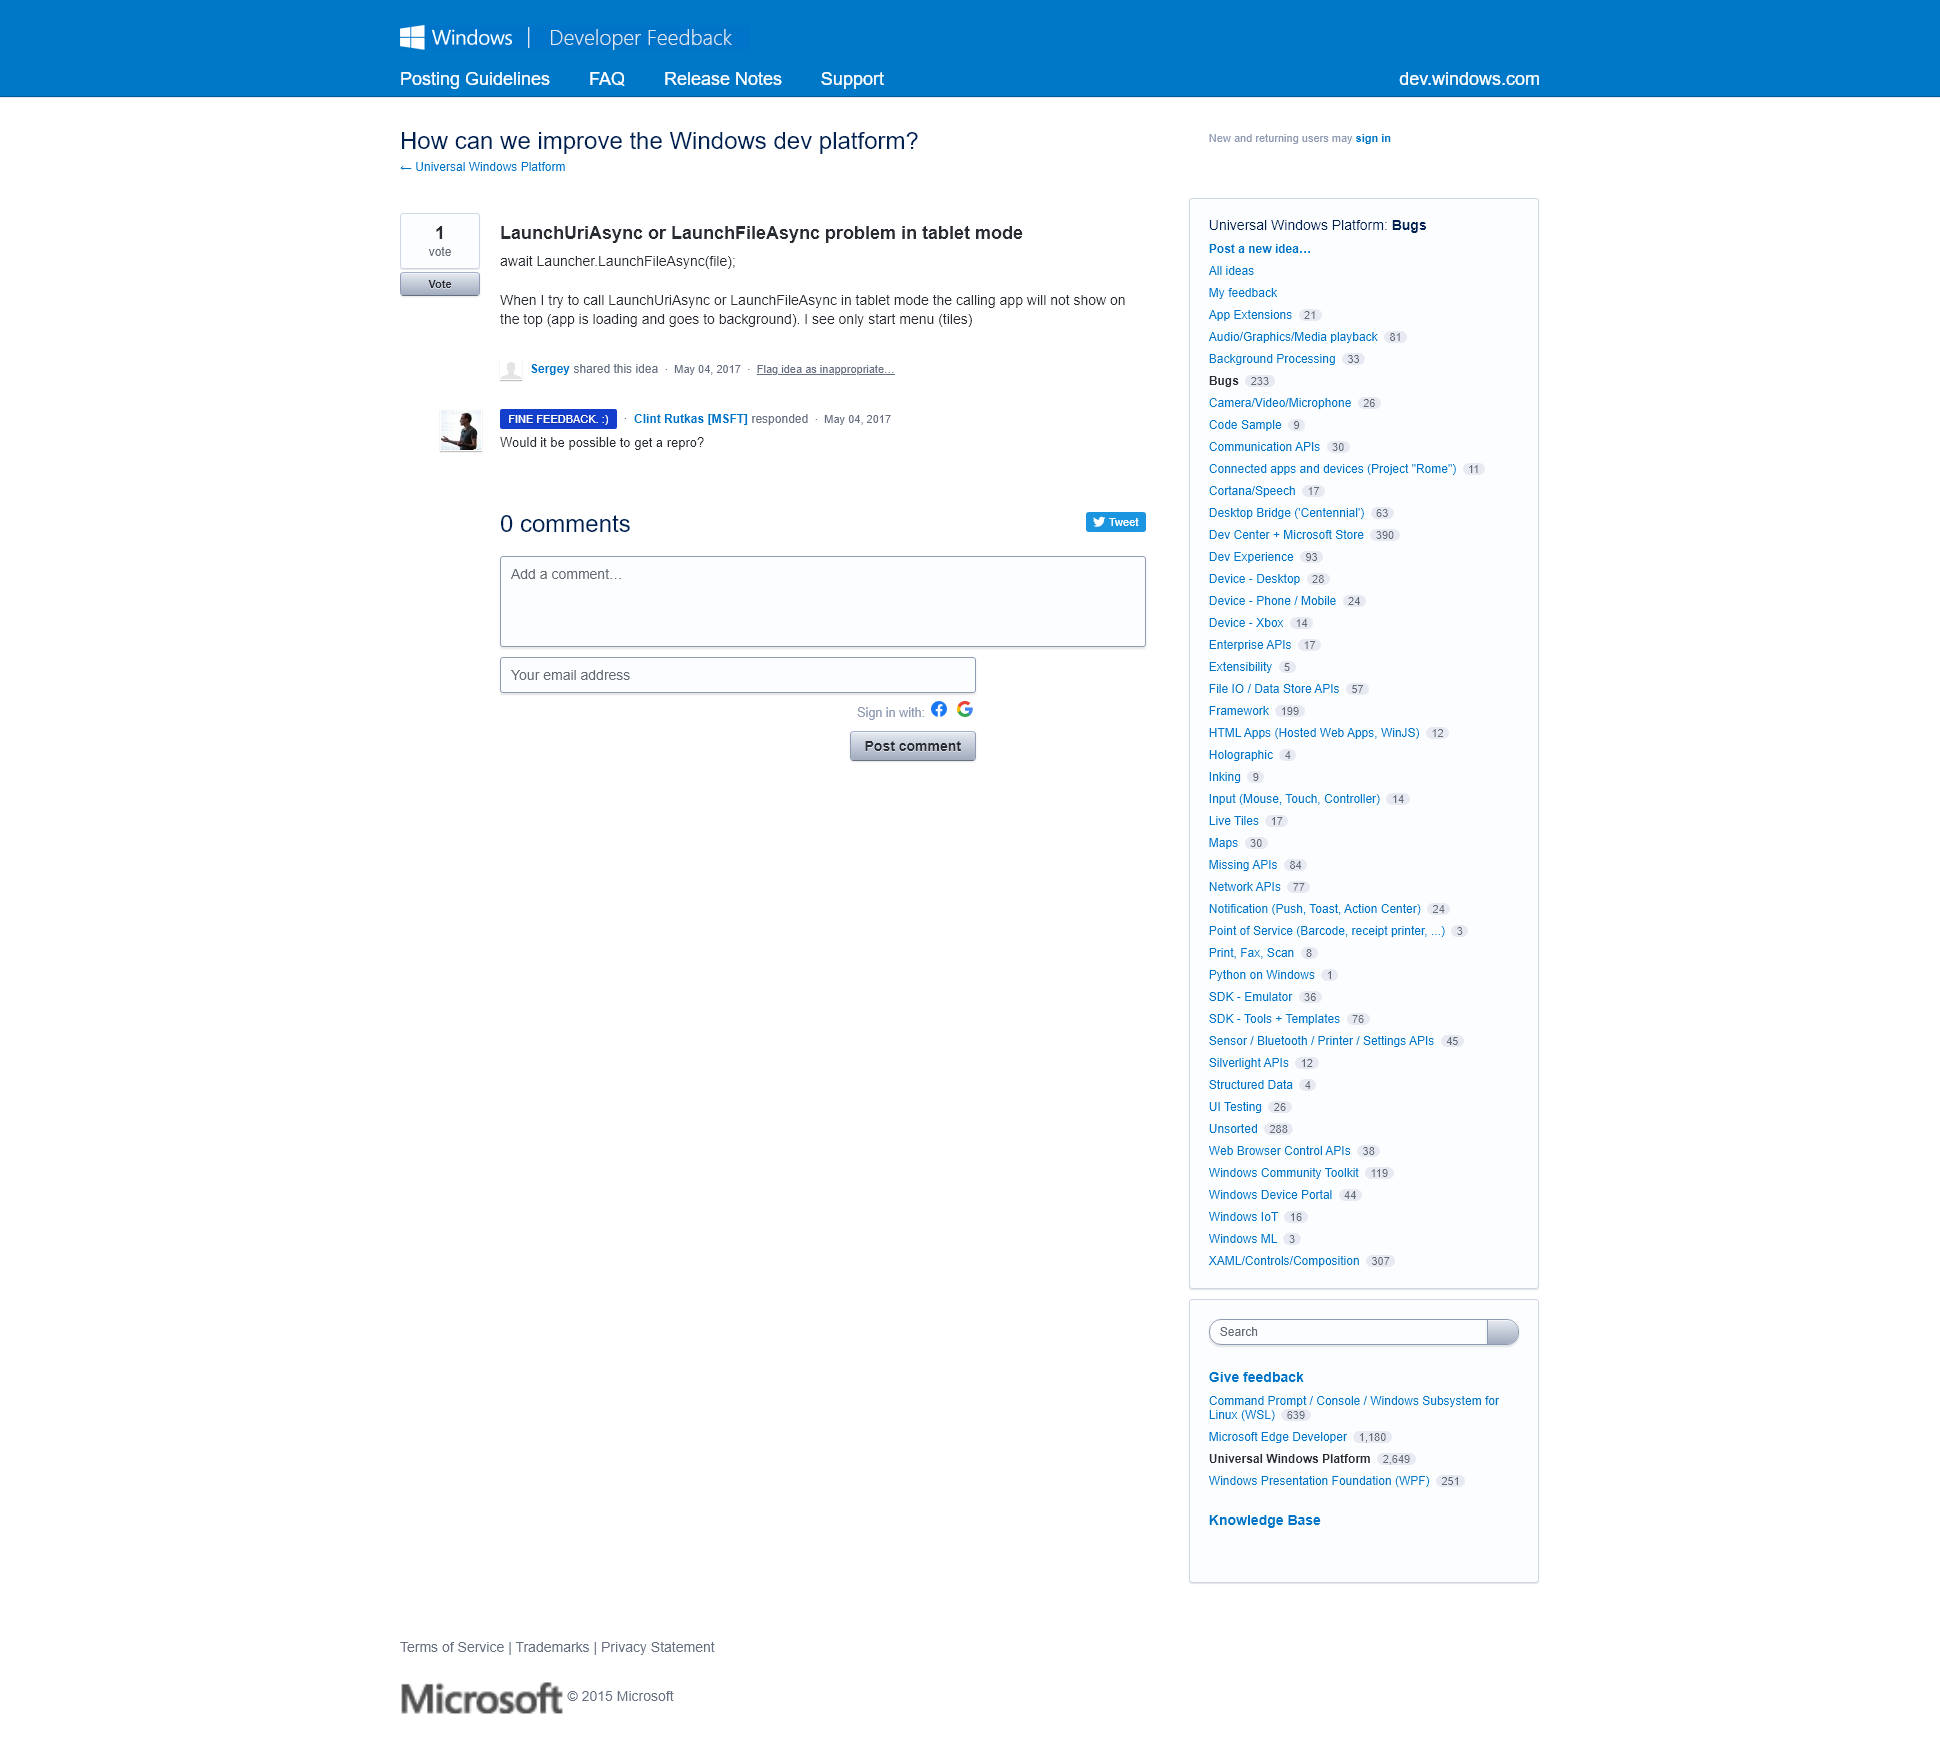 Windows | Developer Feedback
Posting Guidelines FAQ Release Notes Support dev.windows.com
How can we improve the Windows dev platform?
← Universal Windows Platform
New and returning users may sign in
1
vote
Vote
LaunchUriAsync or LaunchFileAsync problem in tablet mode
await Launcher.LaunchFileAsync(file);
When I try to call LaunchUriAsync or LaunchFileAsync in tablet mode the calling app will not show on
the top (app is loading and goes to background). I see only start menu (tiles)
Sergey shared this idea · May 04, 2017 · Flag idea as inappropriate…
FINE FEEDBACK. :) · Clint Rutkas [MSFT] responded · May 04, 2017
Would it be possible to get a repro?
0 comments
Tweet
Add a comment…
Your email address
Sign in with:
Post comment
Universal Windows Platform: Bugs
Post a new idea…
All ideas
My feedback
App Extensions 21
Audio/Graphics/Media playback 81
Background Processing 33
Bugs 233
Camera/Video/Microphone 26
Code Sample 9
Communication APIs 30
Connected apps and devices (Project "Rome") 11
Cortana/Speech 17
Desktop Bridge ('Centennial') 63
Dev Center + Microsoft Store 390
Dev Experience 93
Device - Desktop 28
Device - Phone / Mobile 24
Device - Xbox 14
Enterprise APIs 17
Extensibility 5
File IO / Data Store APIs 57
Framework 199
HTML Apps (Hosted Web Apps, WinJS) 12
Holographic 4
Inking 9
Input (Mouse, Touch, Controller) 14
Live Tiles 17
Maps 30
Missing APIs 84
Network APIs 77
Notification (Push, Toast, Action Center) 24
Point of Service (Barcode, receipt printer, ...) 3
Print, Fax, Scan 8
Python on Windows 1
SDK - Emulator 36
SDK - Tools + Templates 76
Sensor / Bluetooth / Printer / Settings APIs 45
Silverlight APIs 12
Structured Data 4
UI Testing 26
Unsorted 288
Web Browser Control APIs 38
Windows Community Toolkit 119
Windows Device Portal 44
Windows IoT 16
Windows ML 3
XAML/Controls/Composition 307
Search
Give feedback
Command Prompt / Console / Windows Subsystem for
Linux (WSL) 639
Microsoft Edge Developer 1,180
Universal Windows Platform 2,649
Windows Presentation Foundation (WPF) 251
Knowledge Base
Terms of Service | Trademarks | Privacy Statement
Microsoft © 2015 Microsoft